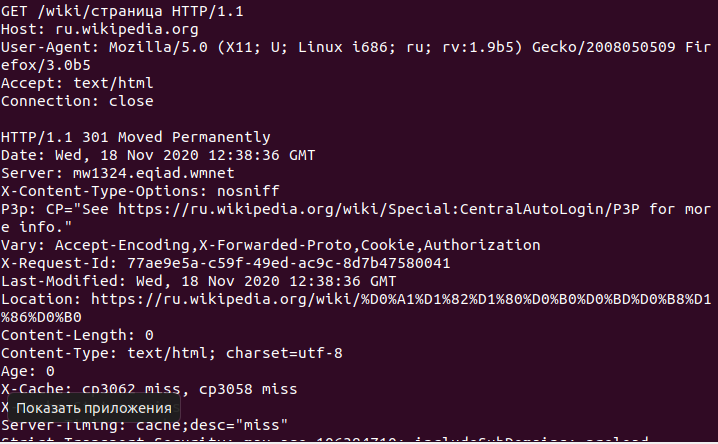 GET /wiki/страница HTTP/1.1
Host: ru.wikipedia.org
User-Agent: Mozilla/5.0 (X11; U; Linux i686; ru; rv:1.9b5) Gecko/2008050509 Fir
efox/3.0b5
Accept: text/html
Connection: close

HTTP/1.1 301 Moved Permanently
Date: Wed, 18 Nov 2020 12:38:36 GMT
Server: mw1324.eqiad.wmnet
X-Content-Type-Options: nosniff
P3p: CP="See https://ru.wikipedia.org/wiki/Special:CentralAutoLogin/P3P for mor
e info."
Vary: Accept-Encoding,X-Forwarded-Proto,Cookie,Authorization
X-Request-Id: 77ae9e5a-c59f-49ed-ac9c-8d7b47580041
Last-Modified: Wed, 18 Nov 2020 12:38:36 GMT
Location: https://ru.wikipedia.org/wiki/%D0%A1%D1%82%D1%80%D0%B0%D0%BD%D0%B8%D1
%86%D0%B0
Content-Length: 0
Content-Type: text/html; charset=utf-8
Age: 0
X-Cache: cp3062 miss, cp3058 miss
X
Показать приложения
Server-Timing: cache;desc="miss"